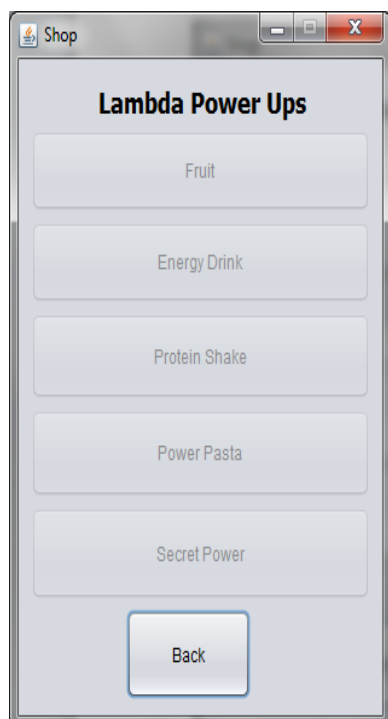 Shop
Lambda Power Ups
Fruit
Energy Drink
Protein Shake
Power Pasta
Secret Power
Back